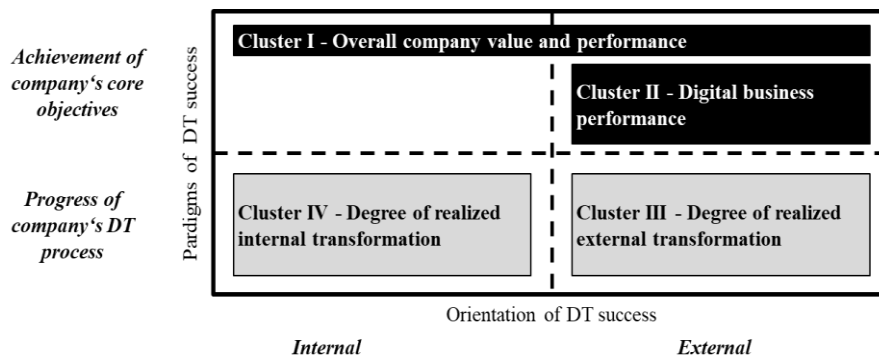 Achievement of
company‘s core
objectives
Progress of
company‘s DT
process
Pardigms of DT success
Cluster I - Overall company value and performance
Cluster II - Digital business
performance
Cluster IV - Degree of realized
internal transformation
Cluster III - Degree of realized
external transformation
Orientation of DT success
Internal
External